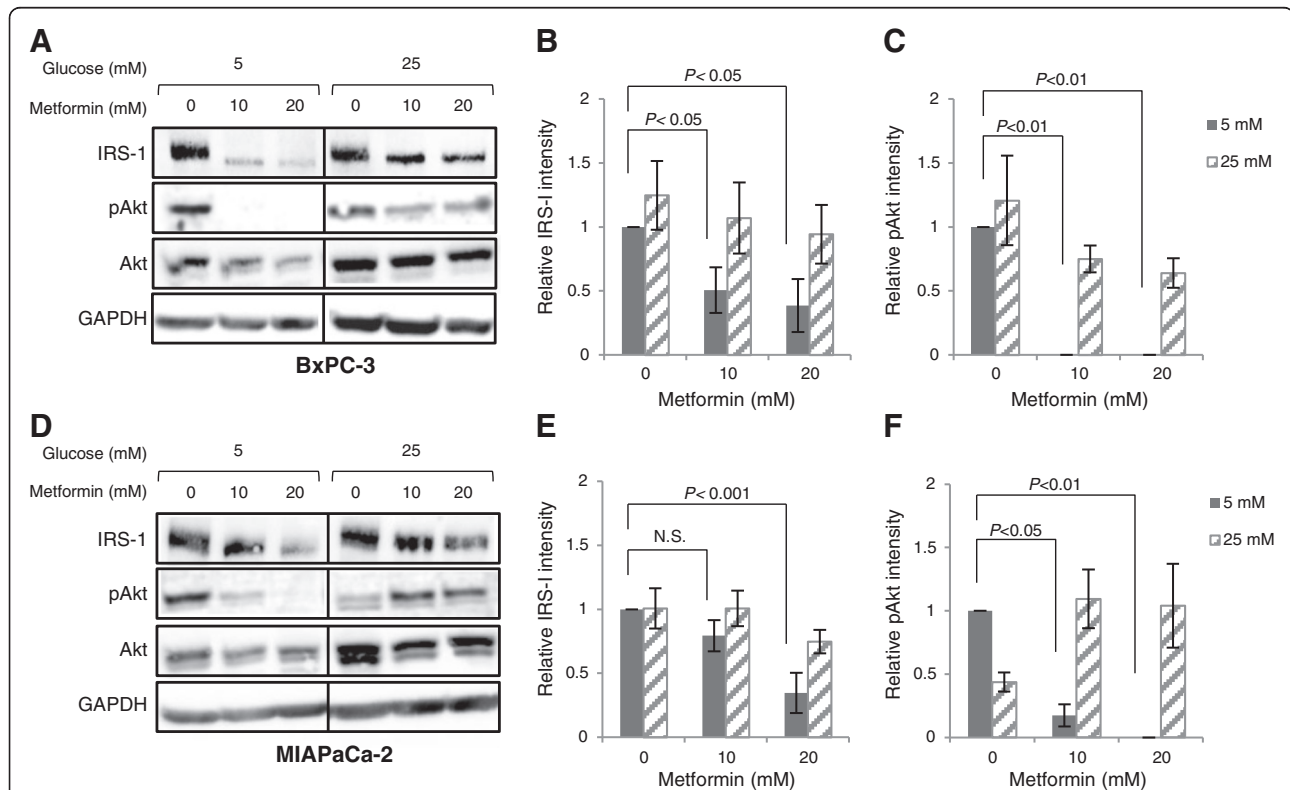 A
Glucose (mM) 5 25
Metformin (mM) 0 10 20 0 10 20
IRS-1
pAkt
Akt
GAPDH
BxPC-3
B
P< 0.05
P< 0.05
Relative IRS-I intensity
2
1.5
1
0.5
0
0 10 20
Metformin (mM)
C
P<0.01
P<0.01
Relative pAkt intensity
2
1.5
1
0.5
0
0 10 20
Metformin (mM)
5 mM
25 mM
D
Glucose (mM) 5 25
Metformin (mM) 0 10 20 0 10 20
IRS-1
pAkt
Akt
GAPDH
MIAPaCa-2
E
P< 0.001
N.S.
Relative IRS-I intensity
2
1.5
1
0.5
0
0 10 20
Metformin (mM)
F
P<0.01
P<0.05
Relative pAkt intensity
2
1.5
1
0.5
0
0 10 20
Metformin (mM)
5 mM
25 mM